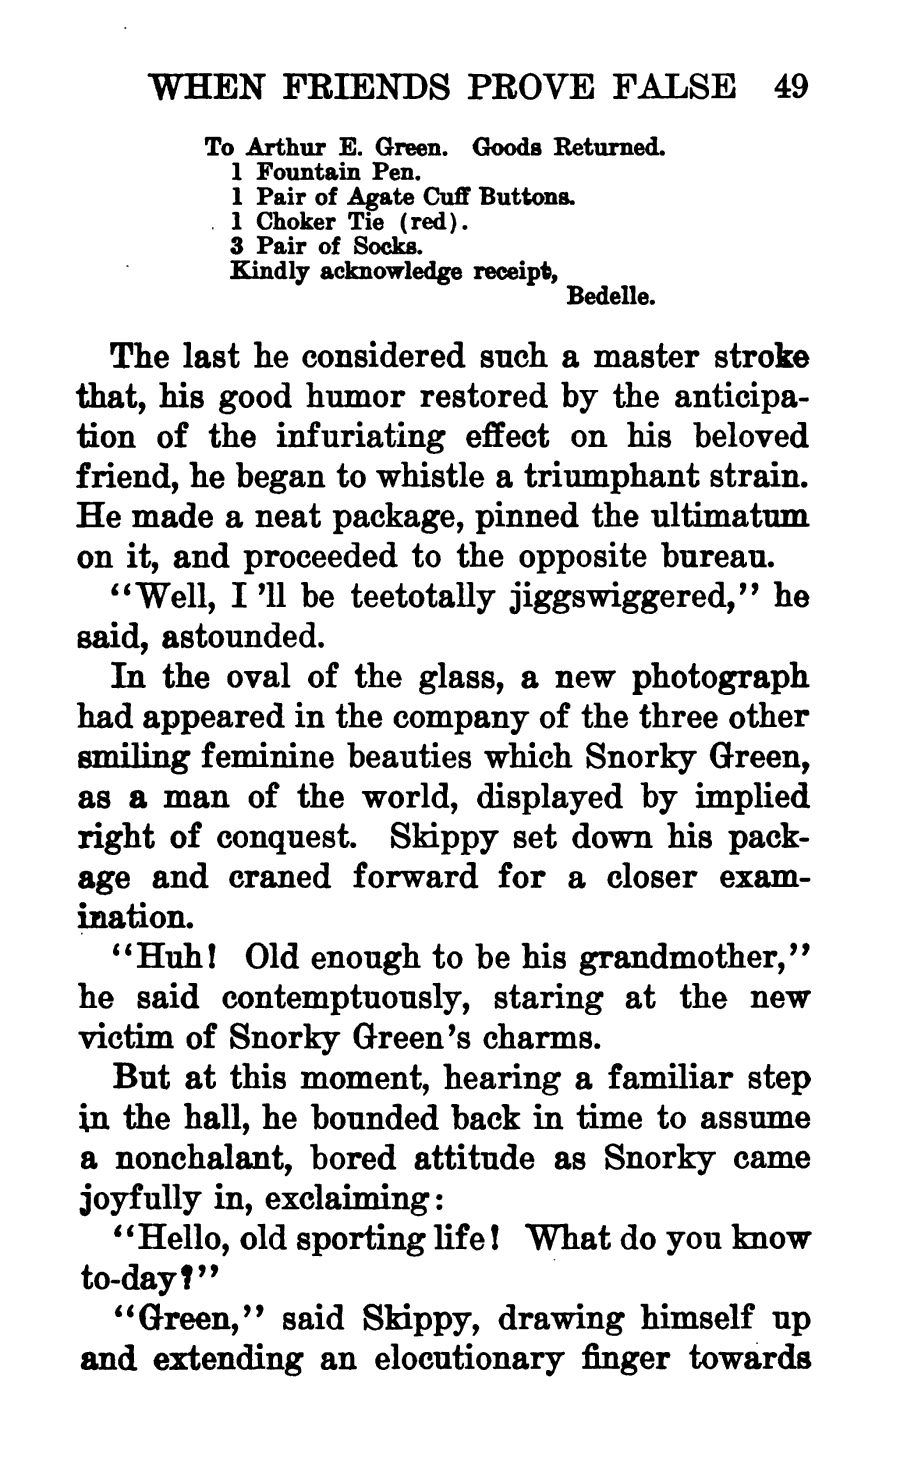 WHEN FRIENDS PROVE FALSE 49
To Arthur E. Green. Goods Returned.
1 Fountain Pen.
1 Pair of Agate Cuff Buttons.
1 Choker Tie (red).
3 Pair of Socks.
Kindly acknowledge receipt,
Bedelle.
The last he considered such a master stroke
that, his good humor restored by the anticipa-
tion of the infuriating effect on his beloved
friend, he began to whistle a triumphant strain.
He made a neat package, pinned the ultimatum
on it, and proceeded to the opposite bureau.
"Well, I 'll be teetotally jiggswiggered," he
said, astounded.
In the oval of the glass, a new photograph
had appeared in the company of the three other
smiling feminine beauties which Snorky Green,
as a man of the world, displayed by implied
right of conquest. Skippy set down his pack-
age and craned forward for a closer exam-
ination.
"Huh! Old enough to be his grandmother,"
he said contemptuously, staring at the new
victim of Snorky Green's charms.
But at this moment, hearing a familiar step
in the hall, he bounded back in time to assume
a nonchalant, bored attitude as Snorky came
joyfully in, exclaiming:
"Hello, old sporting life! What do you know
to-day?"
"Green," said Skippy, drawing himself up
and extending an elocutionary finger towards